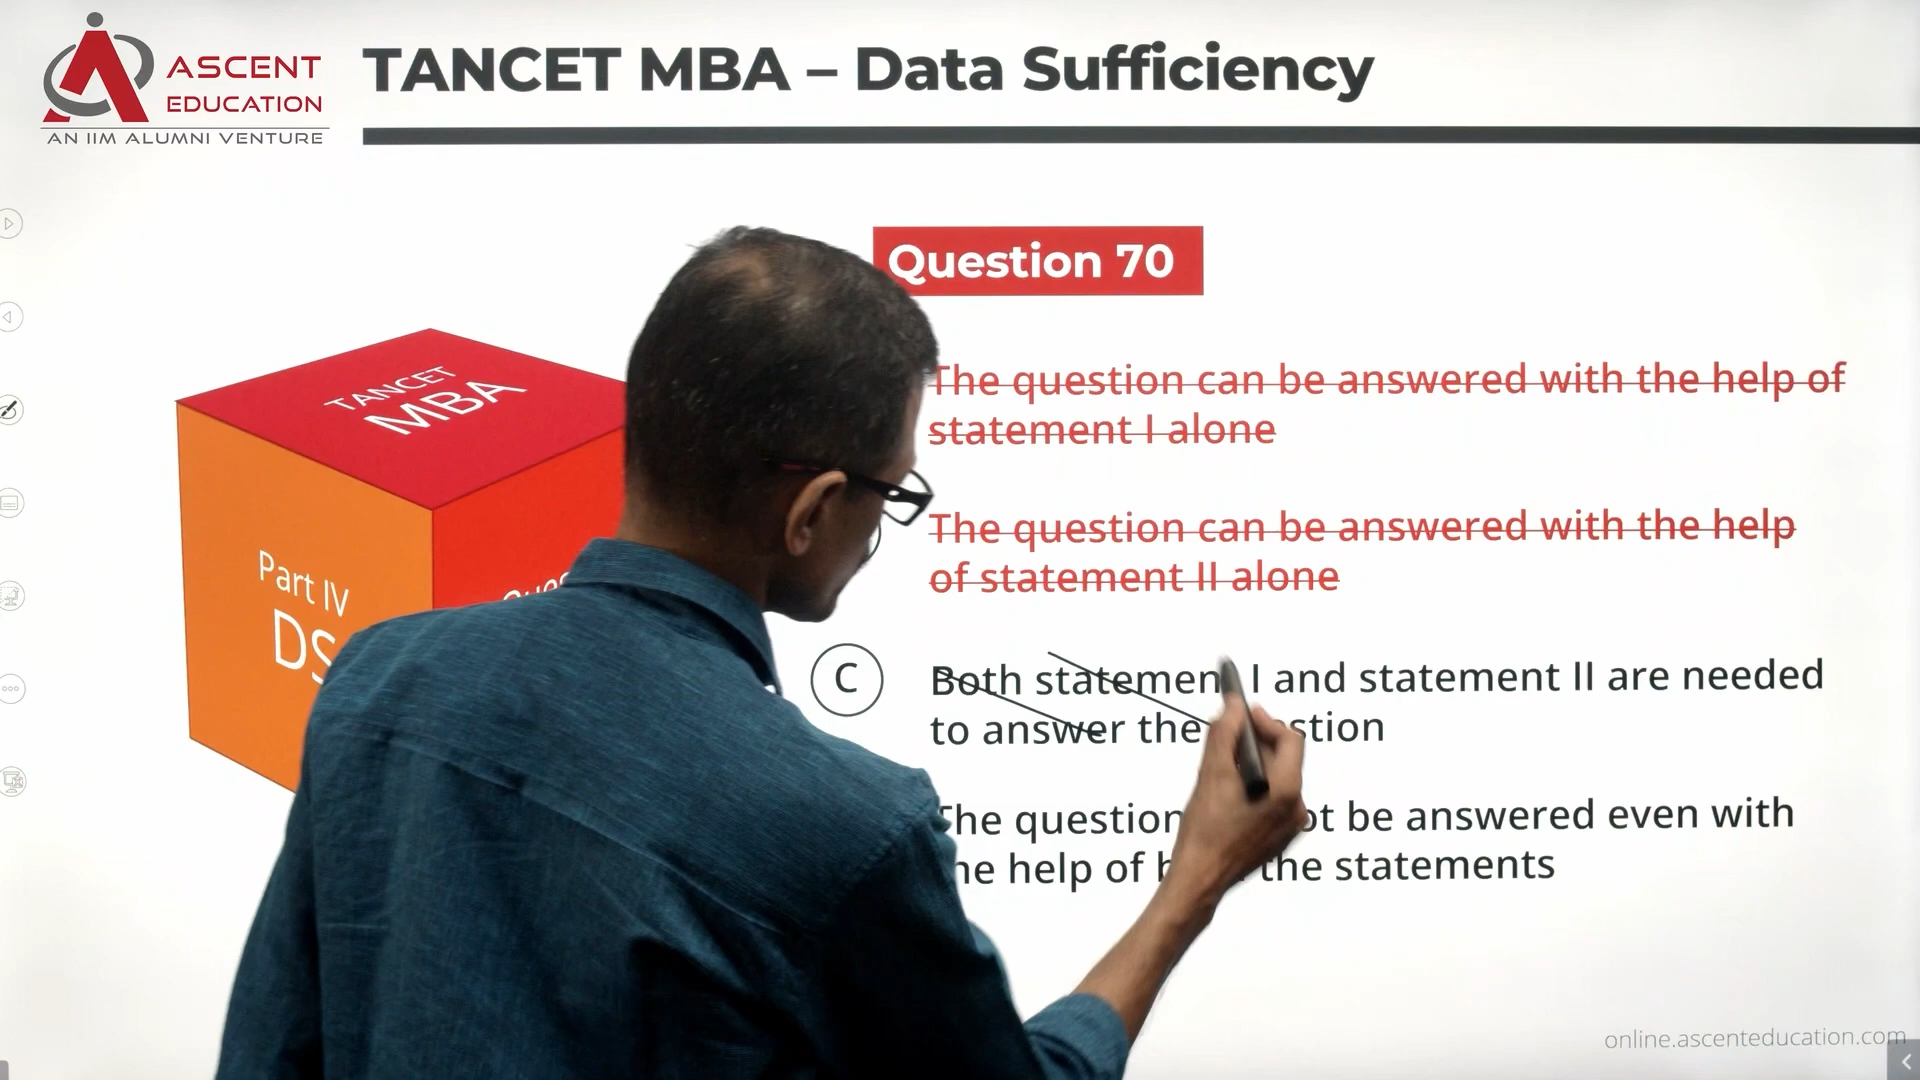 ASCENT
EDUCATION
AN IIM ALUMNI VENTURE
TANCET MBA – Data Sufficiency
Question 70
TANCET
MBA
Part IV
DS
The question can be answered with the help of
statement I alone
The question can be answered with the help
of statement II alone
C
Both statement I and statement II are needed
to answer the
The question be answered even with
help of the statements
online.ascenteducation.com